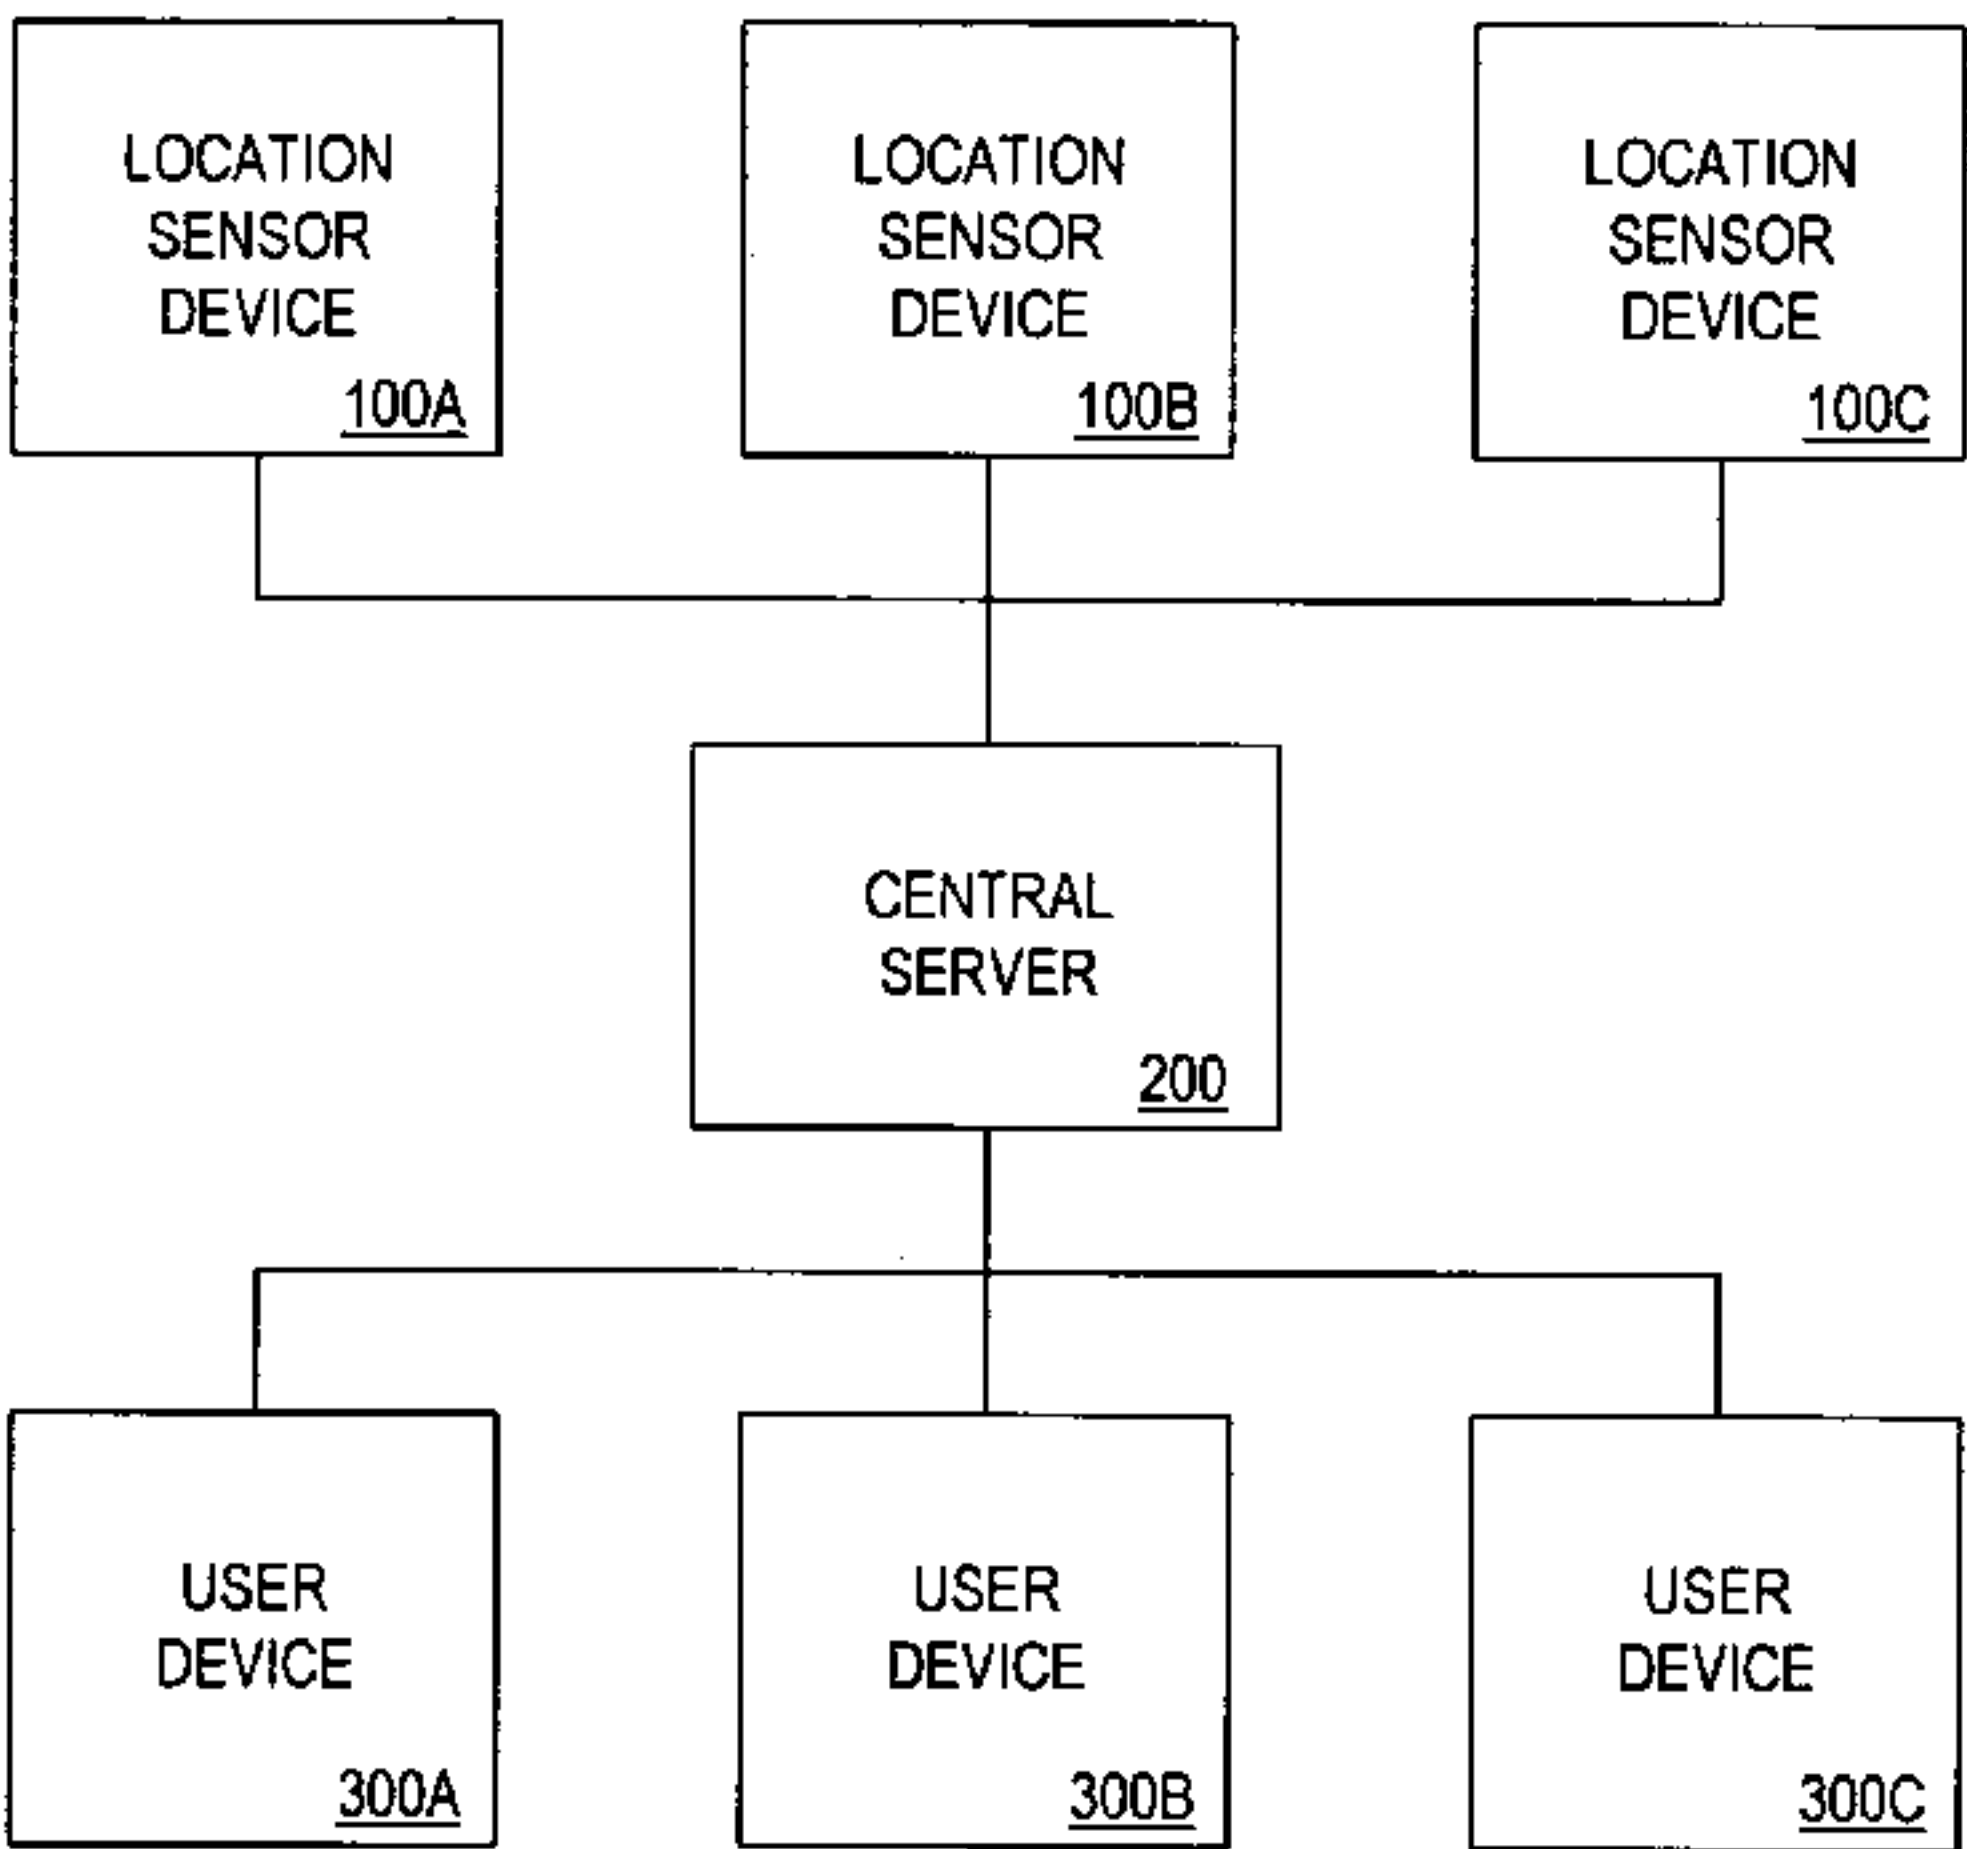 LOCATION
SENSOR
DEVICE
100A
LOCATION
SENSOR
DEVICE
100B
LOCATION
SENSOR
DEVICE
100C
CENTRAL
SERVER
200
USER
DEVICE
300A
USER
DEVICE
300B
USER
DEVICE
300C